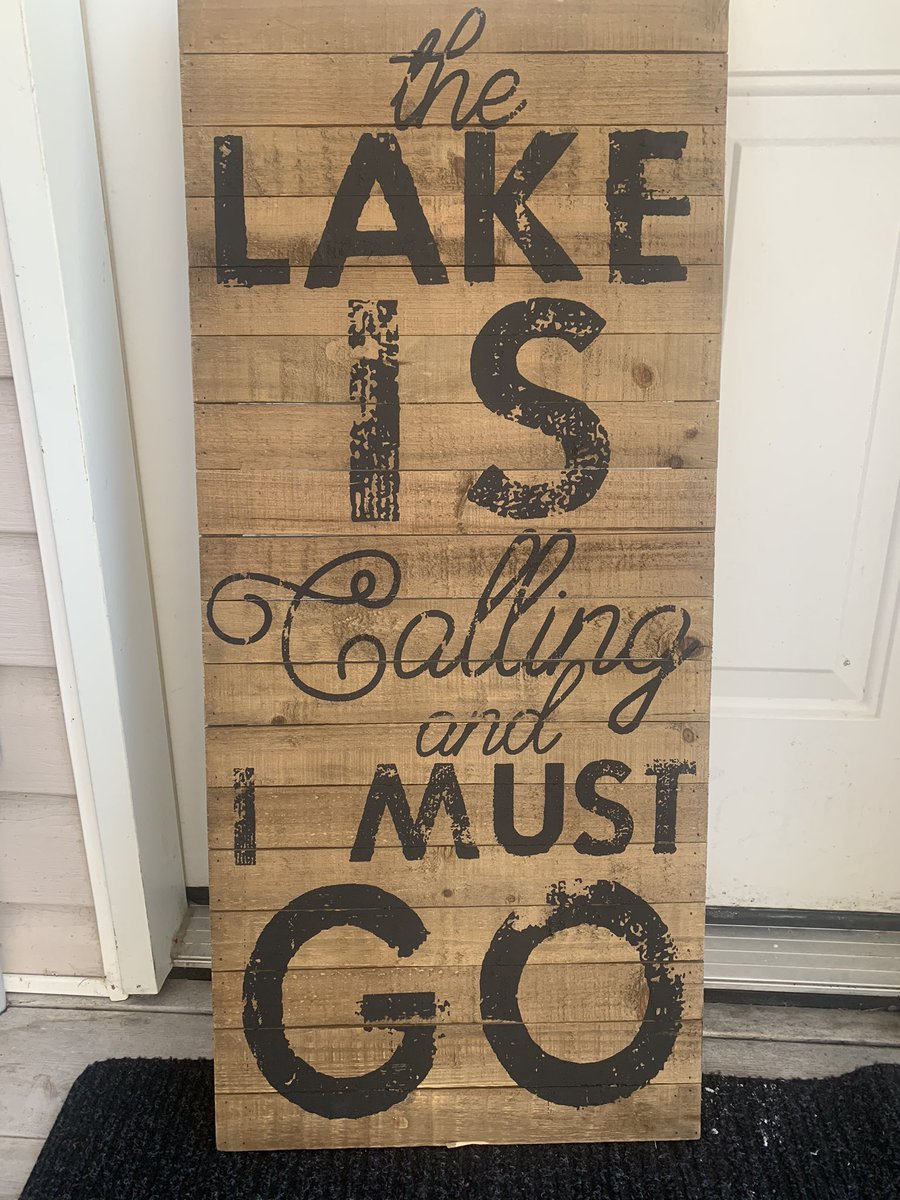 the
LAKE
IS
Calling
and
I MUST
GO